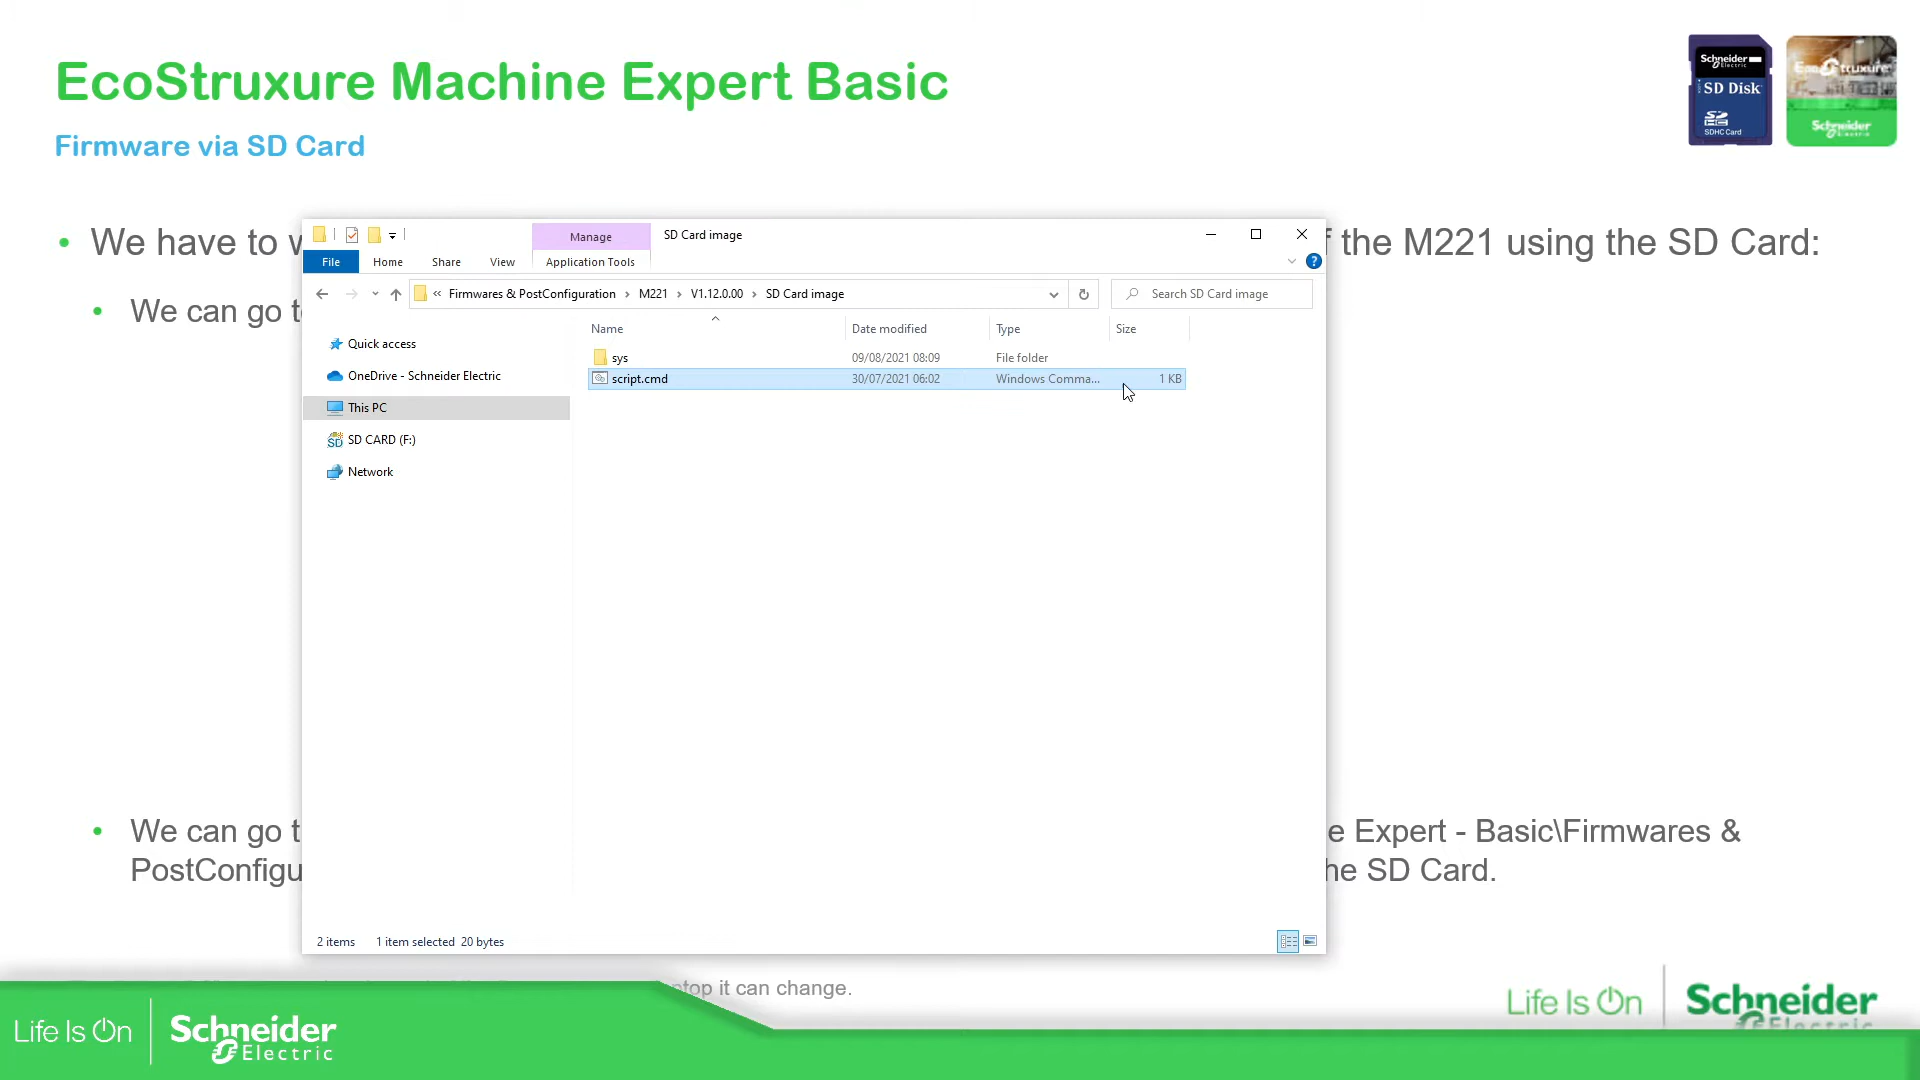 EcoStruxure Machine Expert Basic
Firmware via SD Card
Schneider
Electric
SD Disk
SDHC Card
EcoStruxure
Schneider
We have to
f the M221 using the SD Card:
We can go
Manage
SD Card image
File
Home
Share
View
Application Tools
« Firmwares & PostConfiguration › M221 › V1.12.0.00 › SD Card image
Search SD Card image
Name
Date modified
Type
Size
sys
09/08/2021 08:09
File folder
script.cmd
30/07/2021 06:02
Windows Comma...
1 KB
Quick access
OneDrive - Schneider Electric
This PC
SD CARD (F:)
Network
2 items
1 item selected 20 bytes
We can go t
e Expert - Basic\Firmwares &
PostConfigu
he SD Card.
ptop it can change.
Life Is On
Schneider
Electric
Life Is On
Schneider
Electric